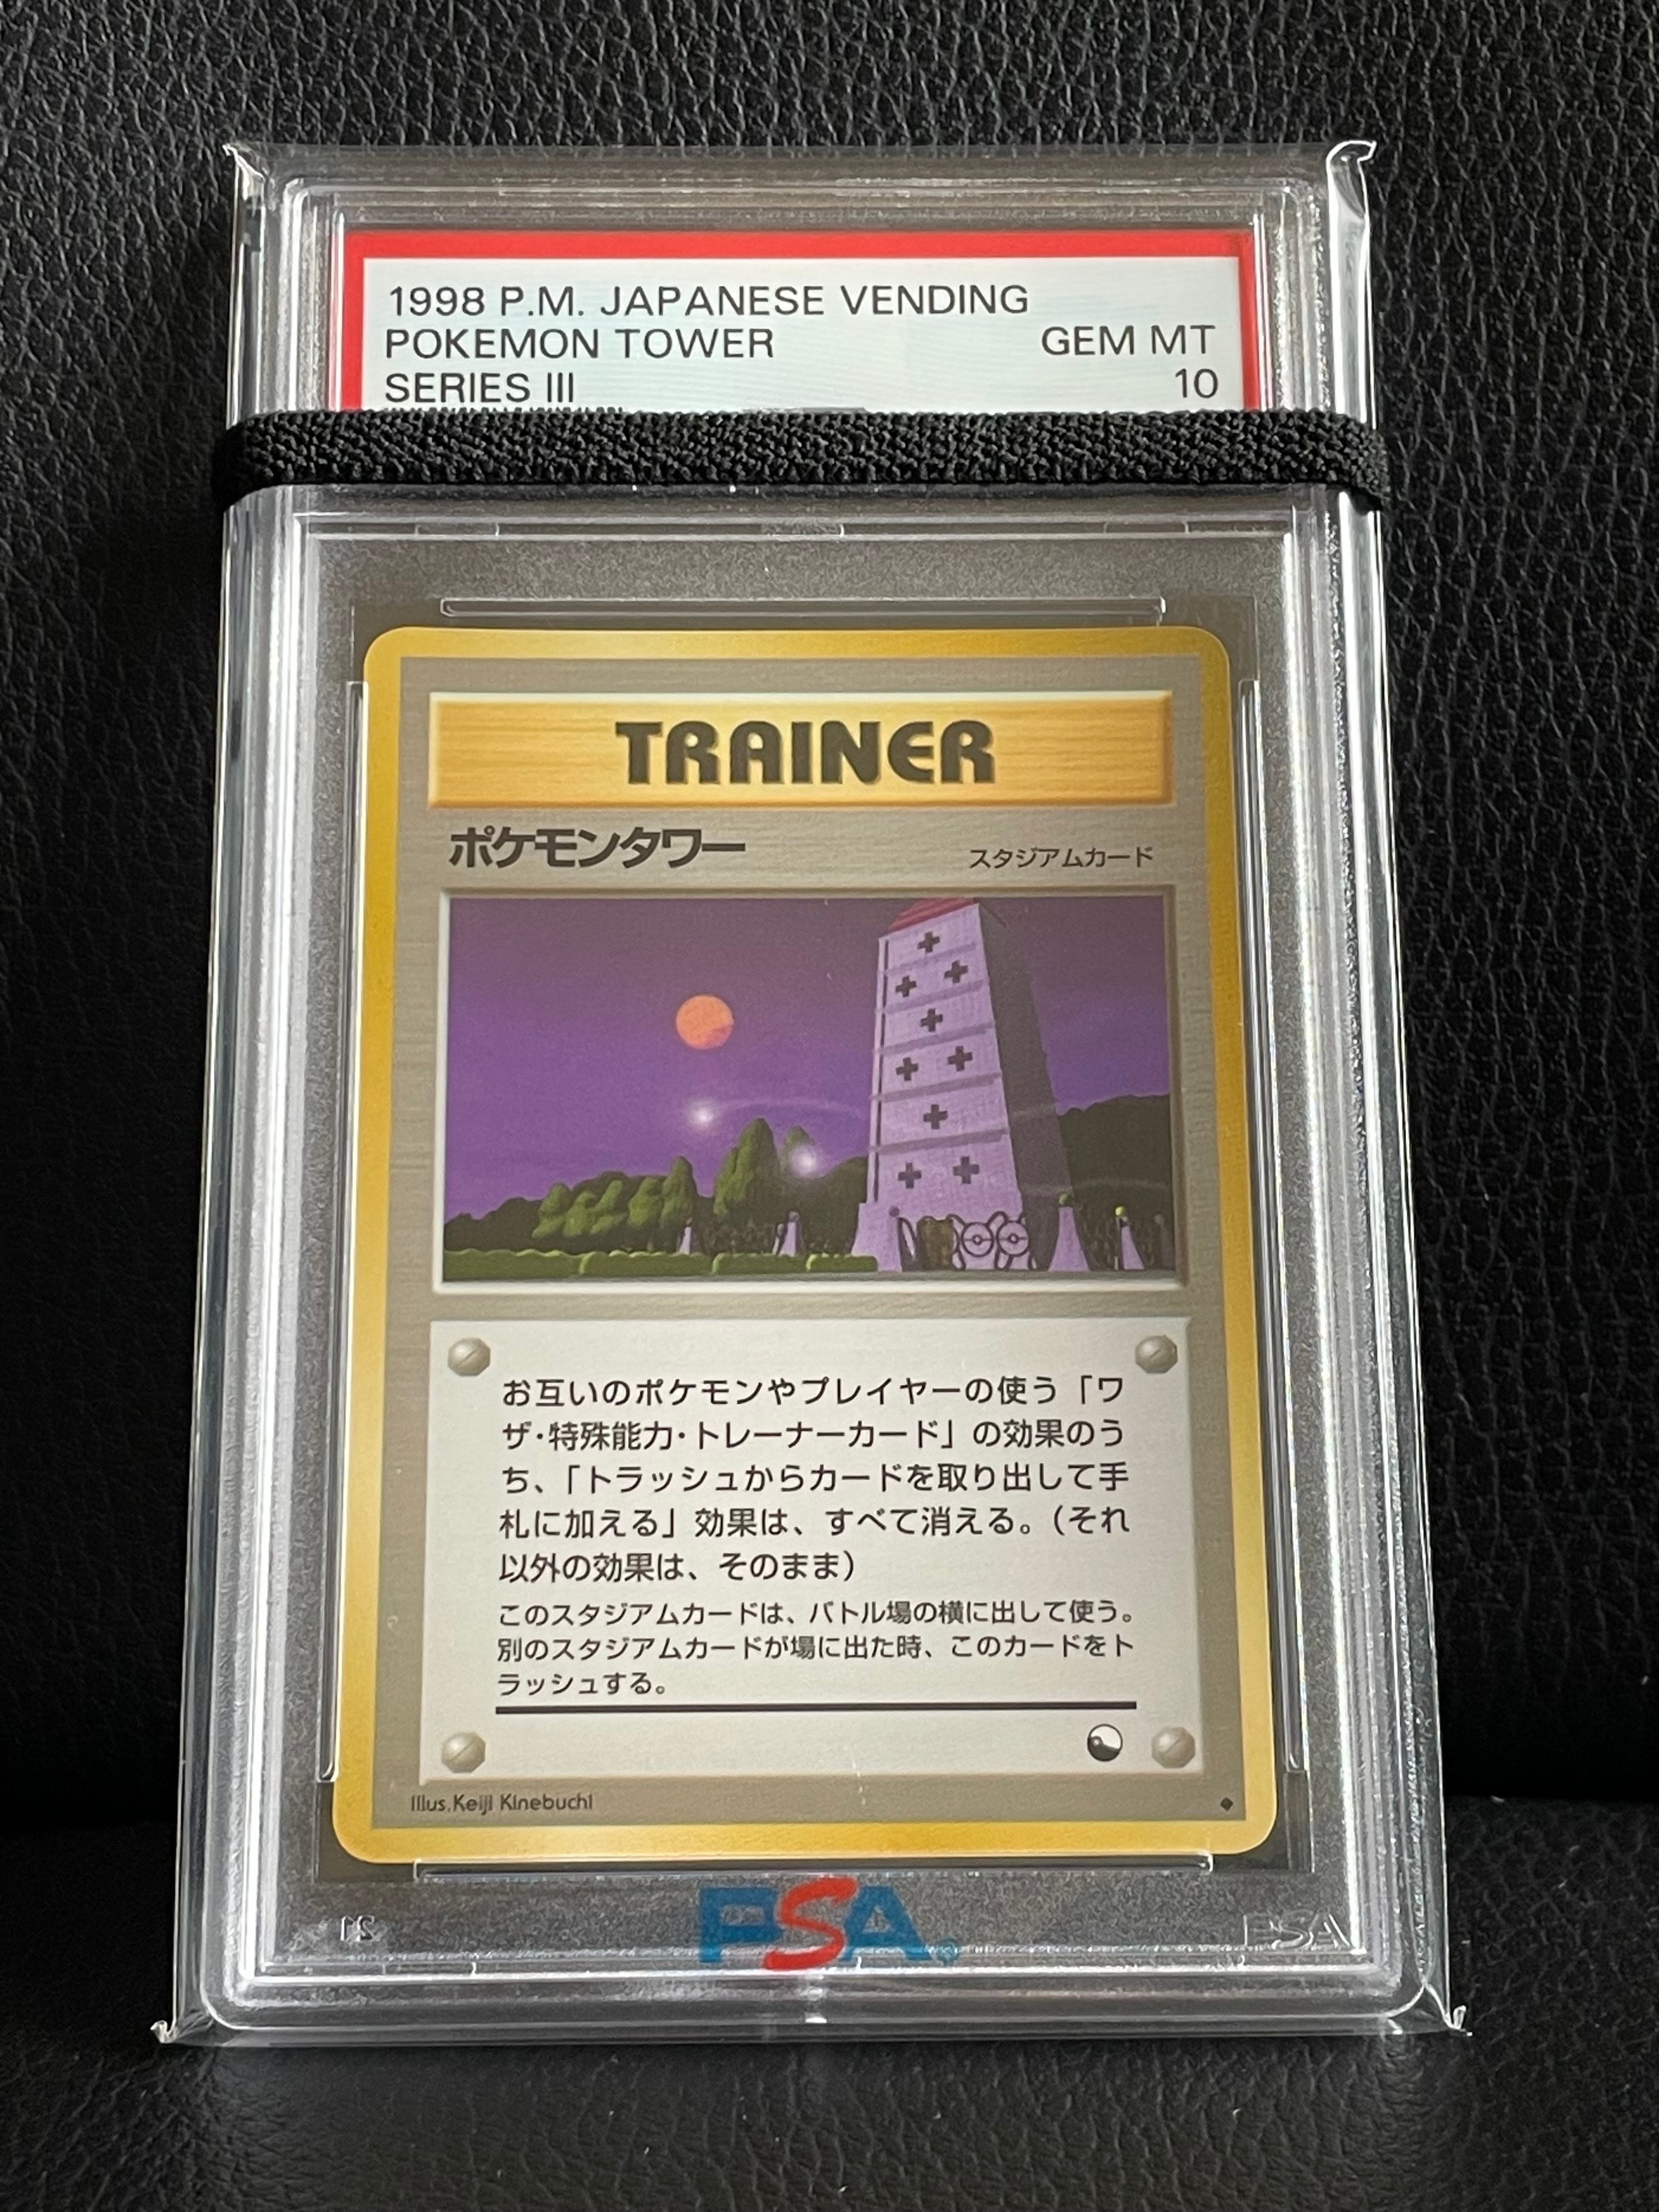 1998 P.M. JAPANESE VENDING
POKEMON TOWER GEM MT
SERIES III 10
TRAINER
ポケモンタワー スタジアムカード
お互いのポケモンやプレイヤーの使う「ワ
ザ・特殊能力・トレーナーカード」の効果のう
ち、「トラッシュからカードを取り出して手
札に加える」効果は、すべて消える。（それ
以外の効果は、そのまま）
このスタジアムカードは、バトル場の横に出して使う。
別のスタジアムカードが場に出た時、このカードをト
ラッシュする。
Illus.Keiji Kinebuchi
PSA
PSA